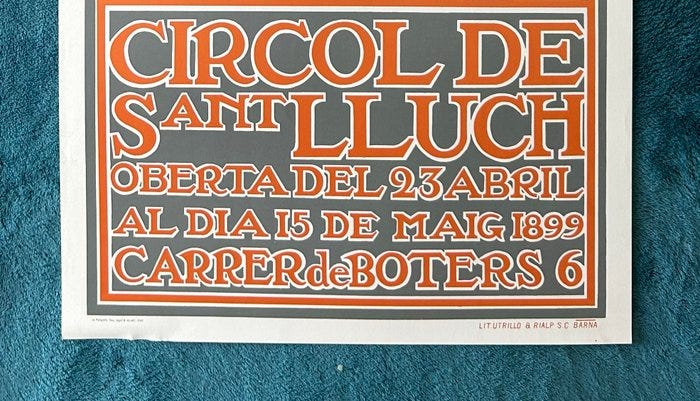 CIRCOL DE
SANT LLUCH
OBERTA DEL 23 ABRIL
AL DIA 15 DE MAIG 1899
CARRER de BOTERS 6
LIT. UTRILLO & RIALP S.C. BARNA